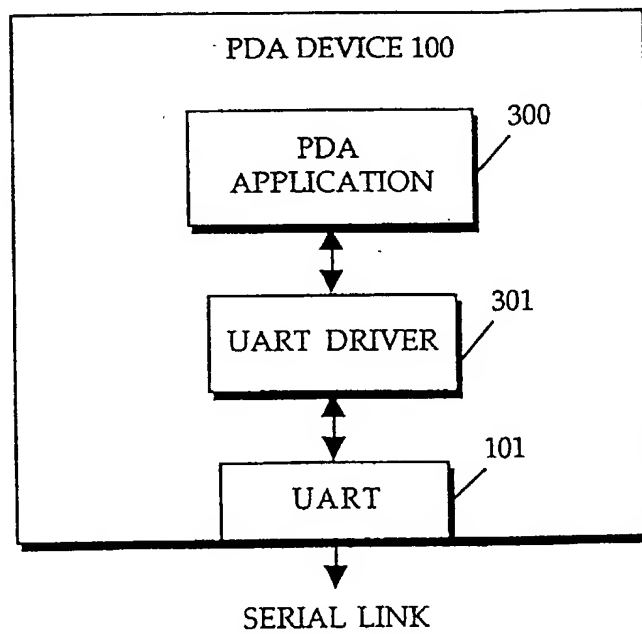 PDA DEVICE 100
300
PDA
APPLICATION
301
UART DRIVER
101
UART
SERIAL LINK